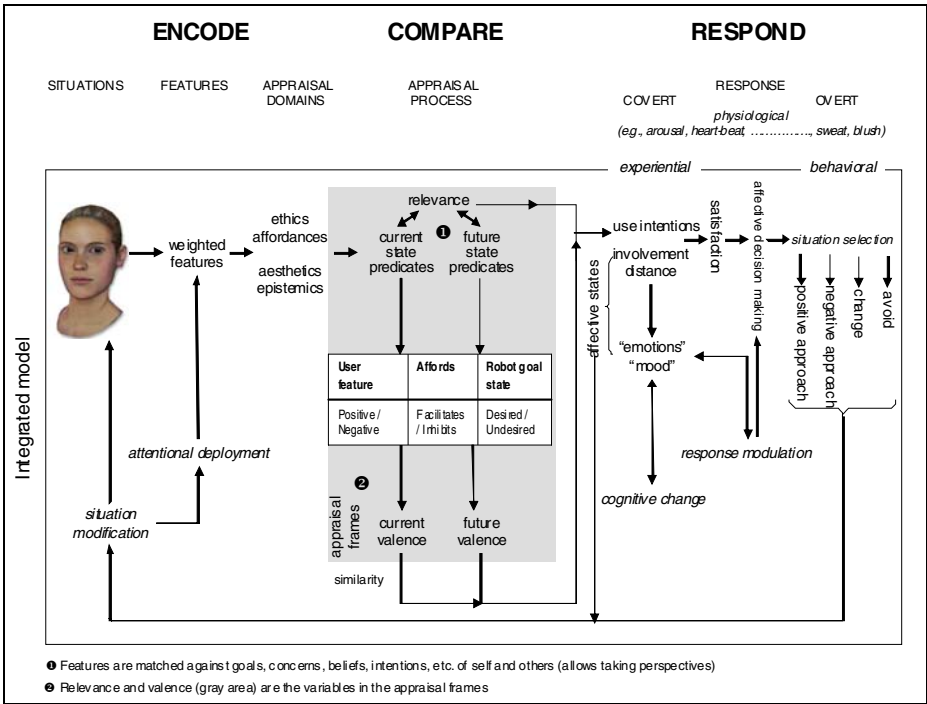 ENCODE COMPARE RESPOND
SITUATIONS FEATURES APPRAISAL DOMAINS APPRAISAL PROCESS RESPONSE
COVERT OVERT
physiological
(e.g., arousal, heart-beat, ................, sweat, blush)
experiential behavioral
Integrated model
weighted
features
ethics
affordances
aesthetics
epistemics
relevance
❶
current
state
predicates
future
state
predicates
User
feature
Affords
Robot goal
state
Positive /
Negative
Facilitates
/ Inhibits
Desired /
Undesired
❷
appraisal
frames
current
valence
future
valence
similarity
attentional deployment
situation
modification
use intentions
involvement
distance
affective states
"emotions"
"mood"
cognitive change
satisfaction
affective decision making
response modulation
situation selection
positive approach
negative approach
change
avoid
❶ Features are matched against goals, concerns, beliefs, intentions, etc. of self and others (allows taking perspectives)
❷ Relevance and valence (gray area) are the variables in the appraisal frames